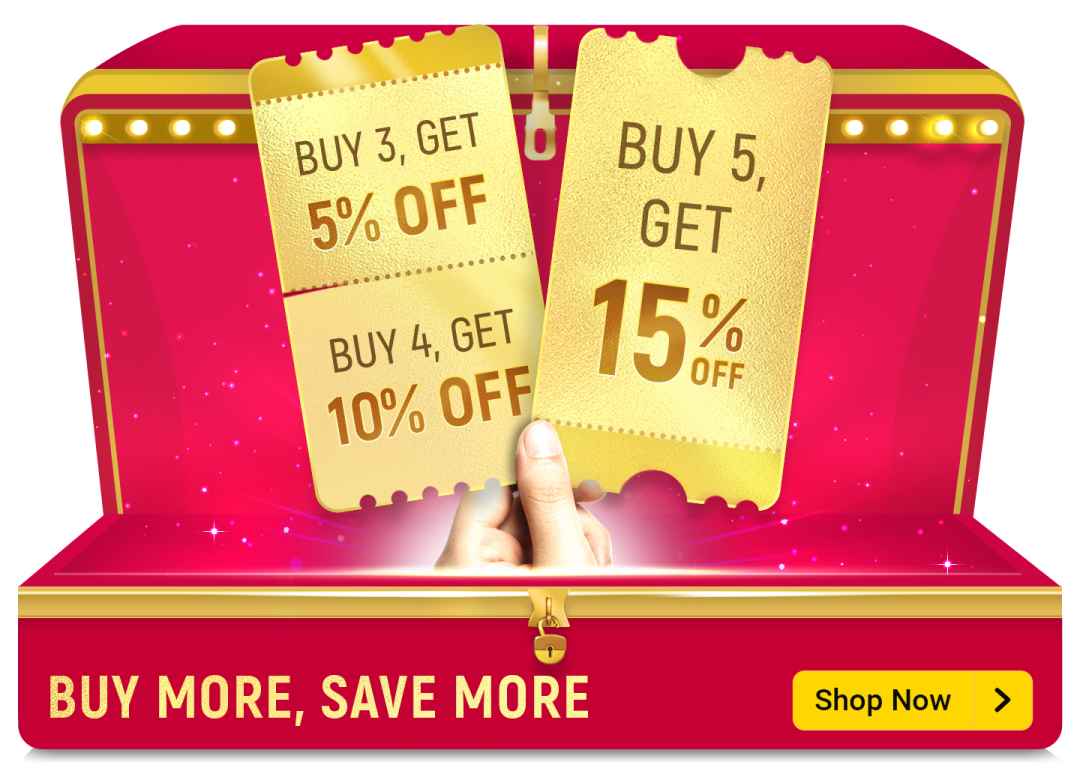 BUY 3, GET
5% OFF
BUY 4, GET
10% OFF
BUY 5,
GET
15%
OFF
BUY MORE, SAVE MORE
Shop Now